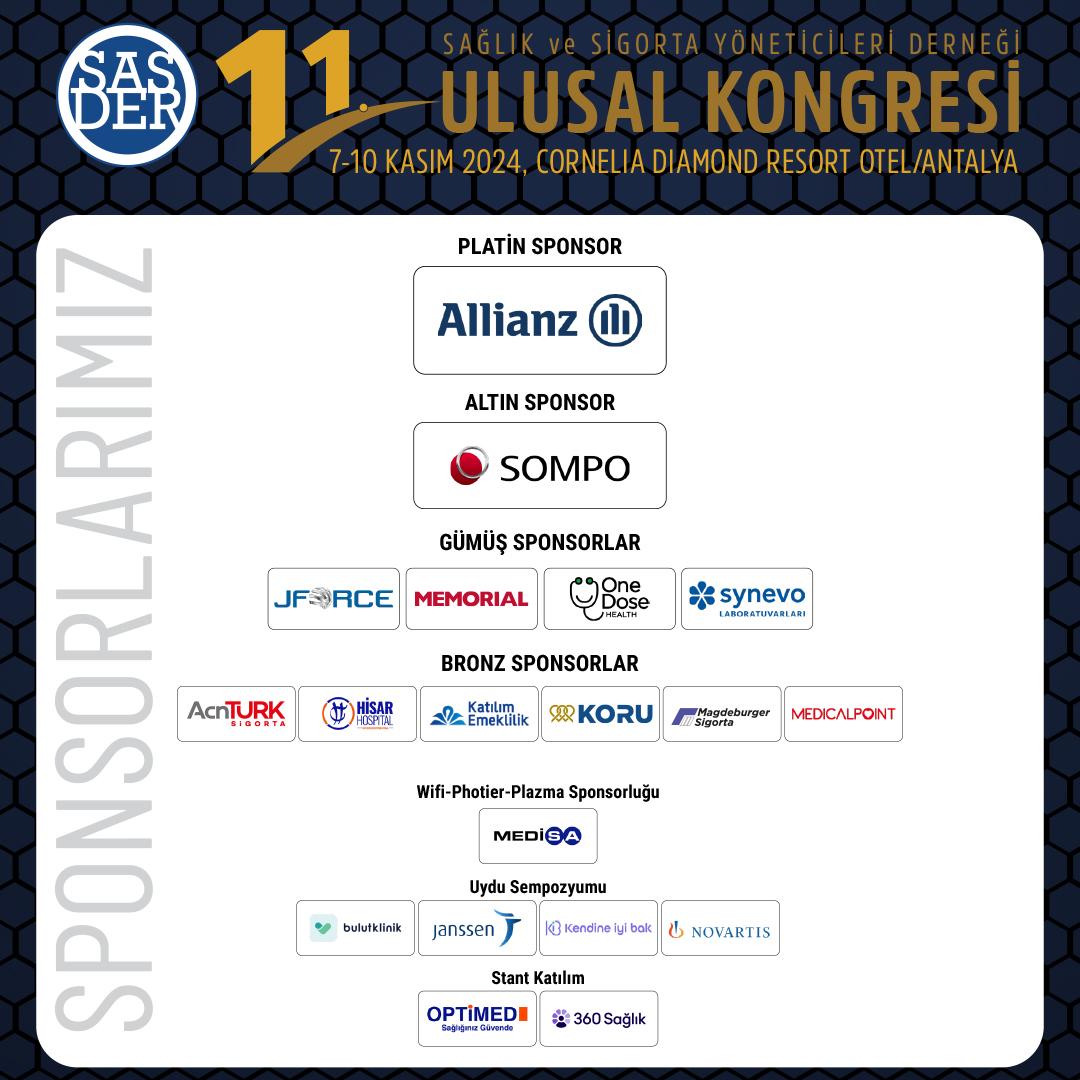 SAS
DER
11.
SAĞLIK ve SİGORTA YÖNETİCİLERİ DERNEĞİ
ULUSAL KONGRESİ
7-10 KASIM 2024, CORNELIA DIAMOND RESORT OTEL/ANTALYA
SPONSORLARIMIZ
PLATİN SPONSOR
Allianz
ALTIN SPONSOR
SOMPO
GÜMÜŞ SPONSORLAR
JFORCE
MEMORIAL
One
Dose
HEALTH
synevo
LABORATUVARLARI
BRONZ SPONSORLAR
AcnTURK
SİGORTA
HİSAR
HOSPITAL
Katılım
Emeklilik
KORU
Magdeburger
Sigorta
MEDICALPOINT
Wifi-Photier-Plazma Sponsorluğu
MEDİSA
Uydu Sempozyumu
bulutklinik
janssen
Kendine iyi bak
NOVARTIS
Stant Katılım
OPTİMED
Sağlığınız Güvende
360 Sağlık